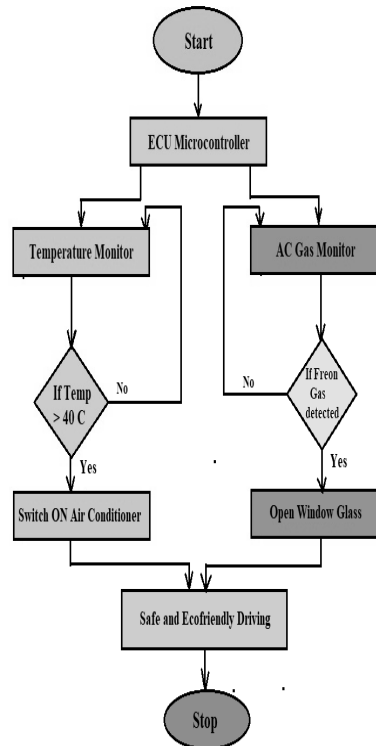 Start
ECU Microcontroller
Temperature Monitor
AC Gas Monitor
If Temp
> 40 C
No
Yes
If Freon
Gas
detected
No
Yes
Switch ON Air Conditioner
Open Window Glass
Safe and Ecofriendly Driving
Stop